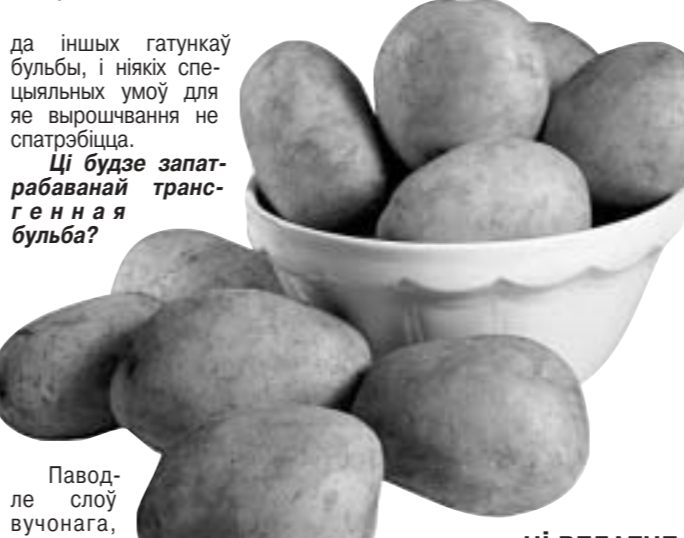 да іншых гатункаў
бульбы, і ніякіх спе-
цыяльных умоў для
яе вырошчвання не
спатрэбіцца.
Ці будзе запат-
рабаванай транс-
генная
бульба?
Павод-
ле слоў
вучонага,